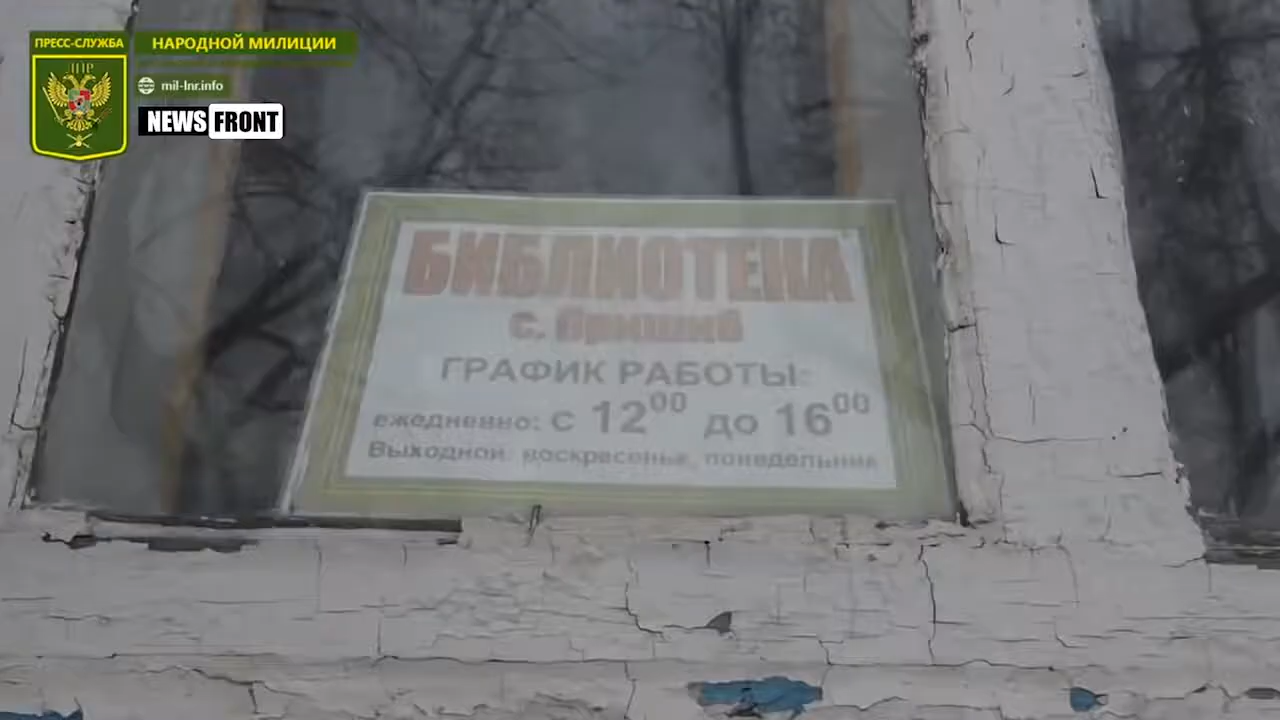 ПРЕСС-СЛУЖБА
НАРОДНОЙ МИЛИЦИИ
ЛНР
mil-lnr.info
NEWS FRONT
БИБЛИОТЕКА
с.
ГРАФИК РАБОТЫ:
ежедневно: с 12⁰⁰ до 16⁰⁰
Выходной: воскресенье, понедельник